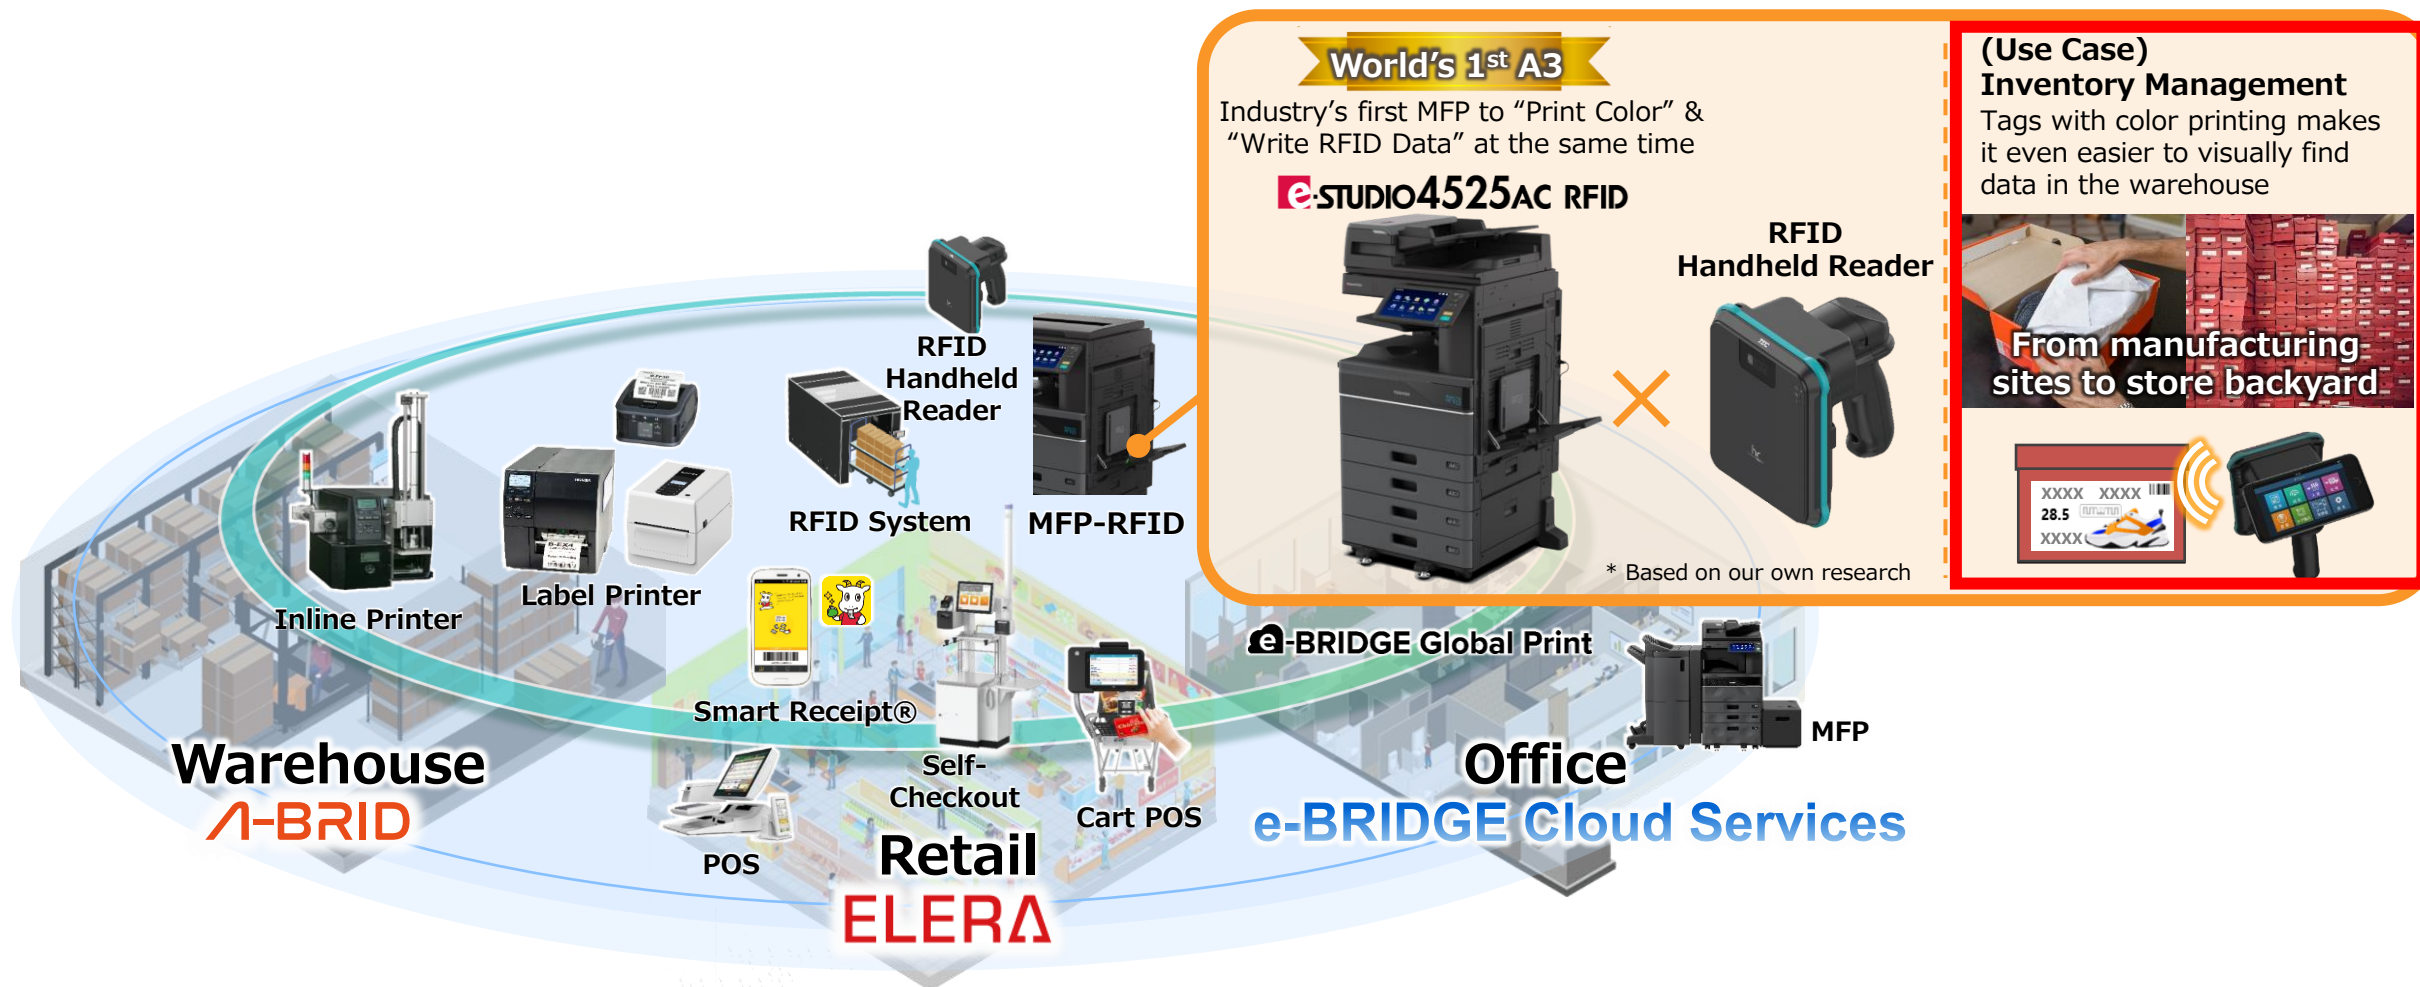 World's 1st A3
Industry's first MFP to “Print Color” &
“Write RFID Data” at the same time
e-STUDIO4525AC RFID
RFID
Handheld Reader
* Based on our own research
(Use Case)
Inventory Management
Tags with color printing makes
it even easier to visually find
data in the warehouse
From manufacturing
sites to store backyard
XXXX XXXX
28.5
XXXX
RFID
Handheld
Reader
RFID System
MFP-RFID
Inline Printer
Label Printer
Smart Receipt®
Self-
Checkout
Cart POS
POS
e-BRIDGE Global Print
MFP
Warehouse
A-BRID
Retail
ELERA
Office
e-BRIDGE Cloud Services